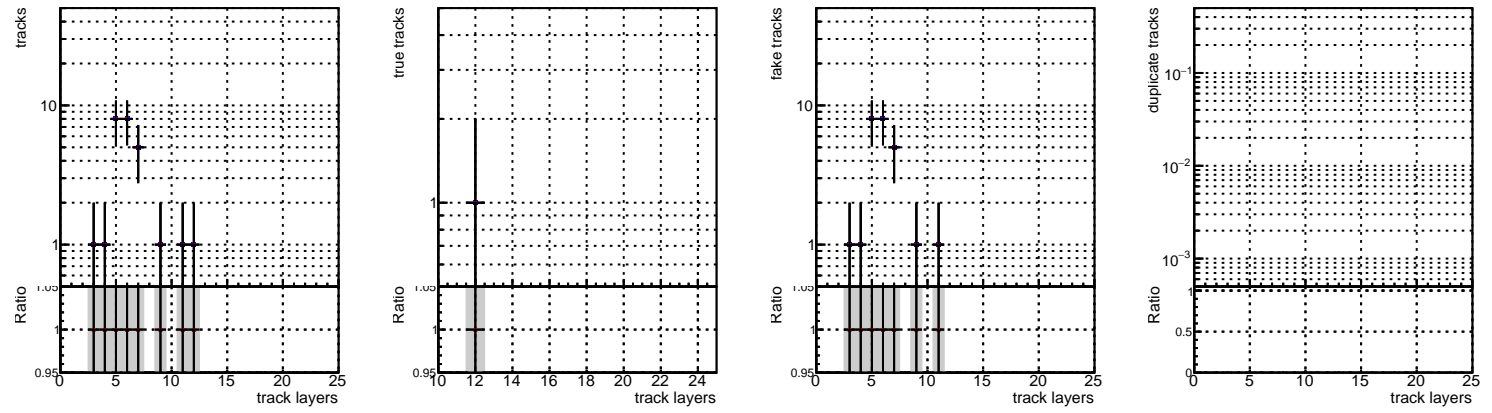 tracks
10
1
1.05
Ratio
1
0.95
0 5 10 15 20 25
track layers
true tracks
1
1.05
Ratio
1
0.95
10 12 14 16 18 20 22 24
track layers
fake tracks
10
1
1.05
Ratio
1
0.95
0 5 10 15 20 25
track layers
duplicate tracks
10⁻¹
10⁻²
10⁻³
Ratio
1
0.5
0
0 5 10 15 20 25
track layers